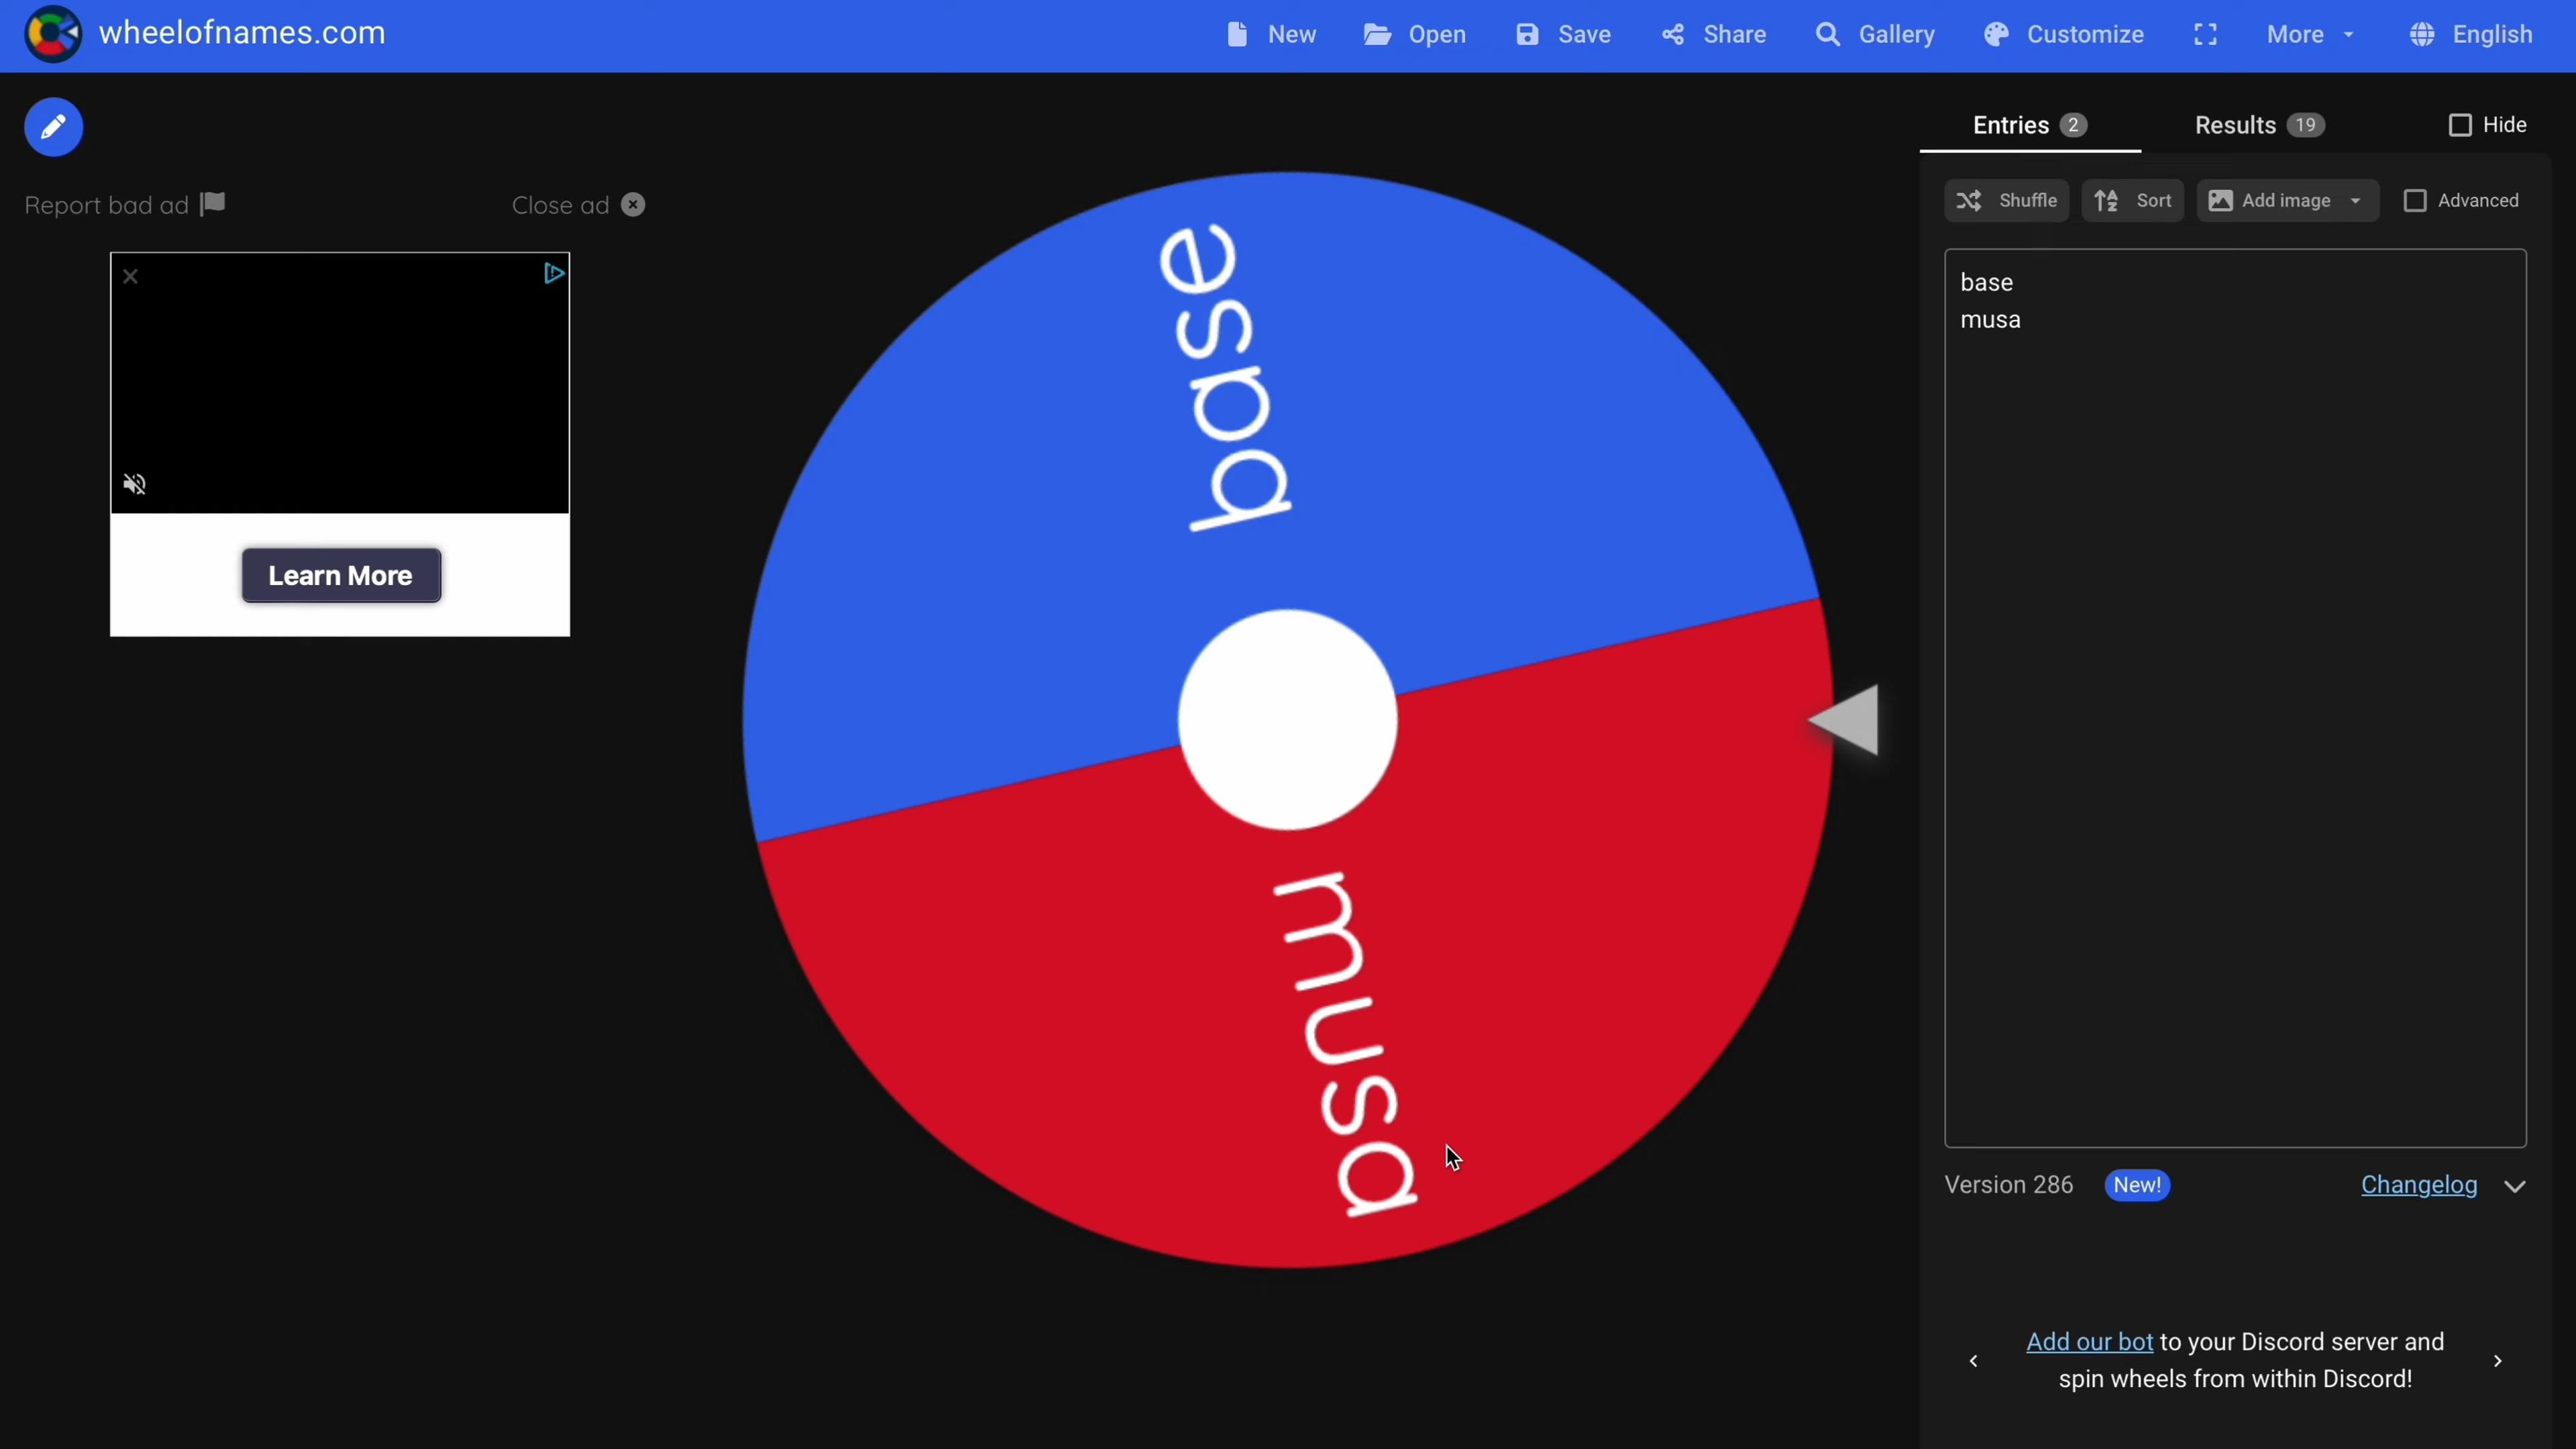 wheelofnames.com
New Open Save Share Gallery Customize More English
Entries 2 Results 19 Hide
Report bad ad Close ad
Shuffle Sort Add image Advanced
base
musa
Learn More
base
musa
Version 286 New! Changelog
Add our bot to your Discord server and
spin wheels from within Discord!